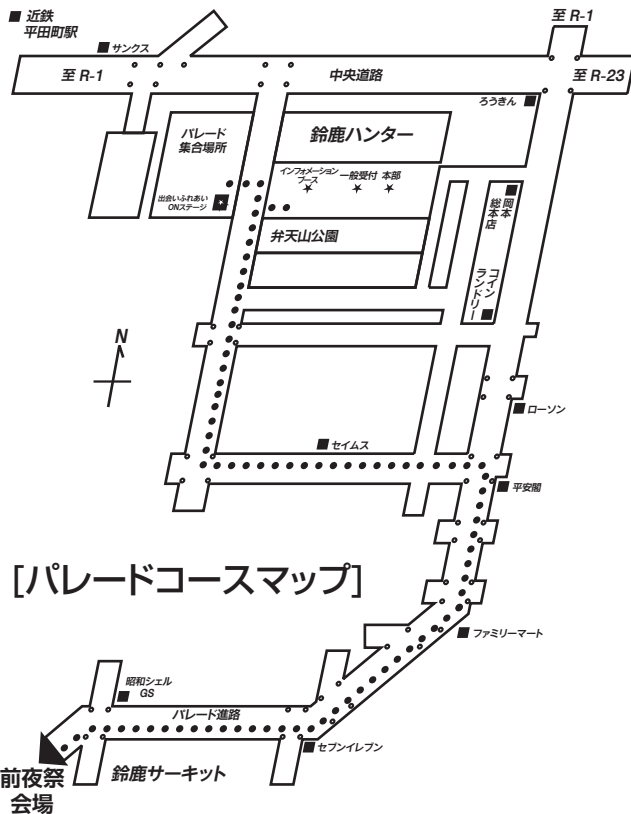 近鉄
平田町駅
サンクス
至 R-1
至 R-1
中央道路
至 R-23
ろうきん
パレード
集合場所
鈴鹿ハンター
インフォメーション
ブース
一般受付
本部
出会いふれあい
ONステージ
弁天山公園
岡本
総本店
コイン
ランドリー
N
ローソン
セイムス
平安閣
[パレードコースマップ]
ファミリーマート
昭和シェル
GS
パレード進路
セブンイレブン
前夜祭
会場
鈴鹿サーキット